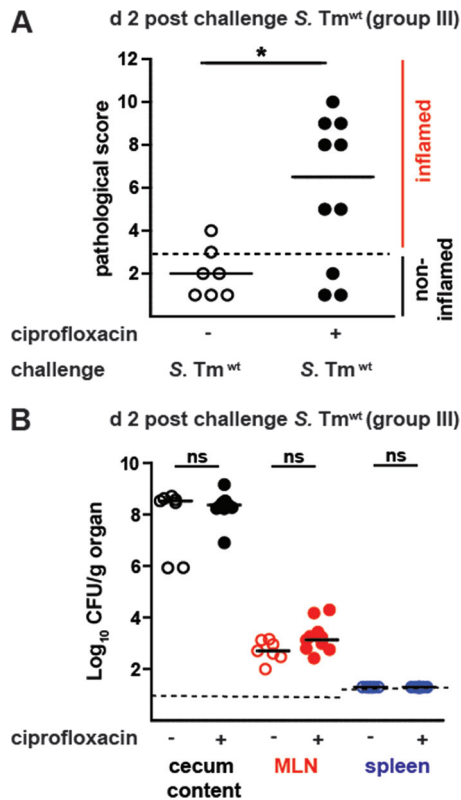 A
d 2 post challenge S. Tmwt (group III)
*
12
10
8
6
4
2
pathological score
inflamed
non-
inflamed
ciprofloxacin - +
challenge S. Tm wt S. Tm wt
B
d 2 post challenge S. Tmwt (group III)
ns ns ns
10
8
4
2
Log10 CFU/g organ
ciprofloxacin - + - + - +
cecum MLN spleen
content